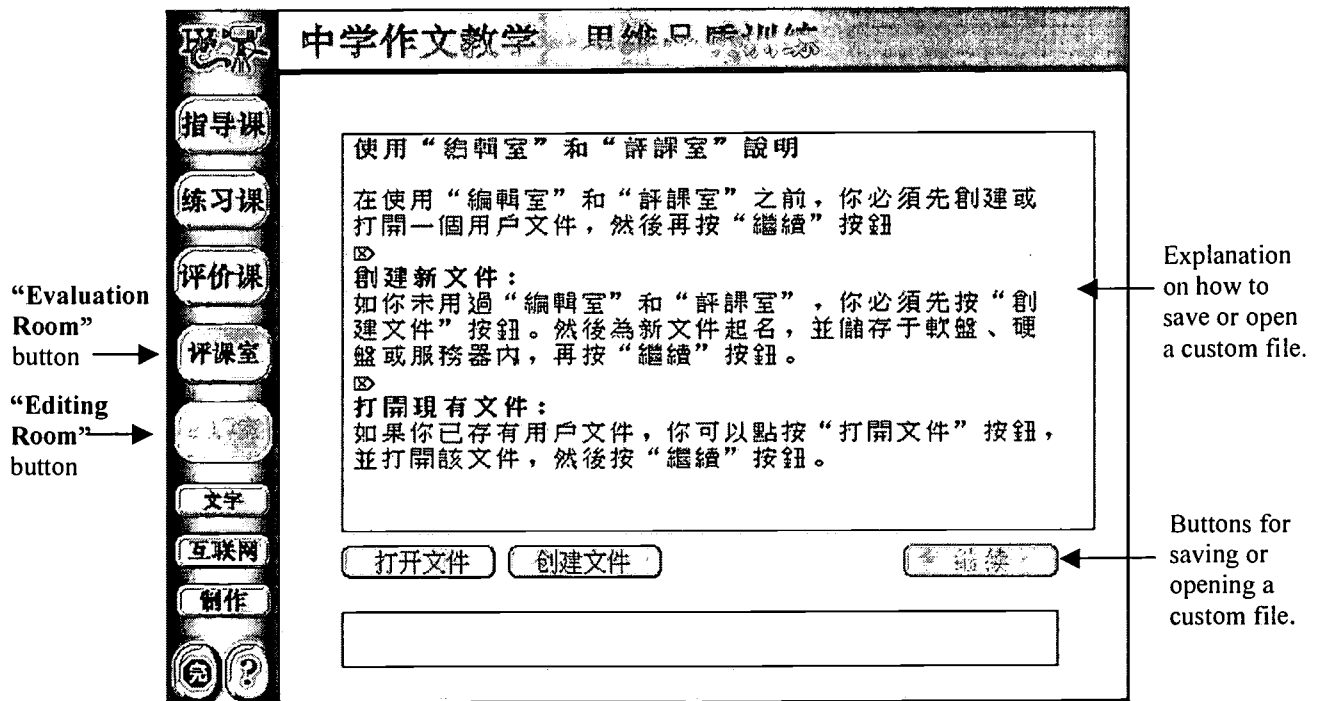 中学作文教学 思维品质训练
指导课
练习课
评价课
评课室
文字
互联网
制作
完
?
使用“編輯室”和“評課室”說明
在使用“編輯室”和“評課室”之前，你必須先創建或
打開一個用戶文件，然後再按“繼續”按鈕
創建新文件：
如你未用過“編輯室”和“評課室”，你必須先按“創
建文件”按鈕。然後為新文件起名，並儲存于軟盤、硬
盤或服務器內，再按“繼續”按鈕。
打開現有文件：
如果你已存有用戶文件，你可以點按“打開文件”按鈕，
並打開該文件，然後按“繼續”按鈕。
打开文件
创建文件
继续
“Evaluation
Room”
button
“Editing
Room”
button
Explanation
on how to
save or open
a custom file.
Buttons for
saving or
opening a
custom file.